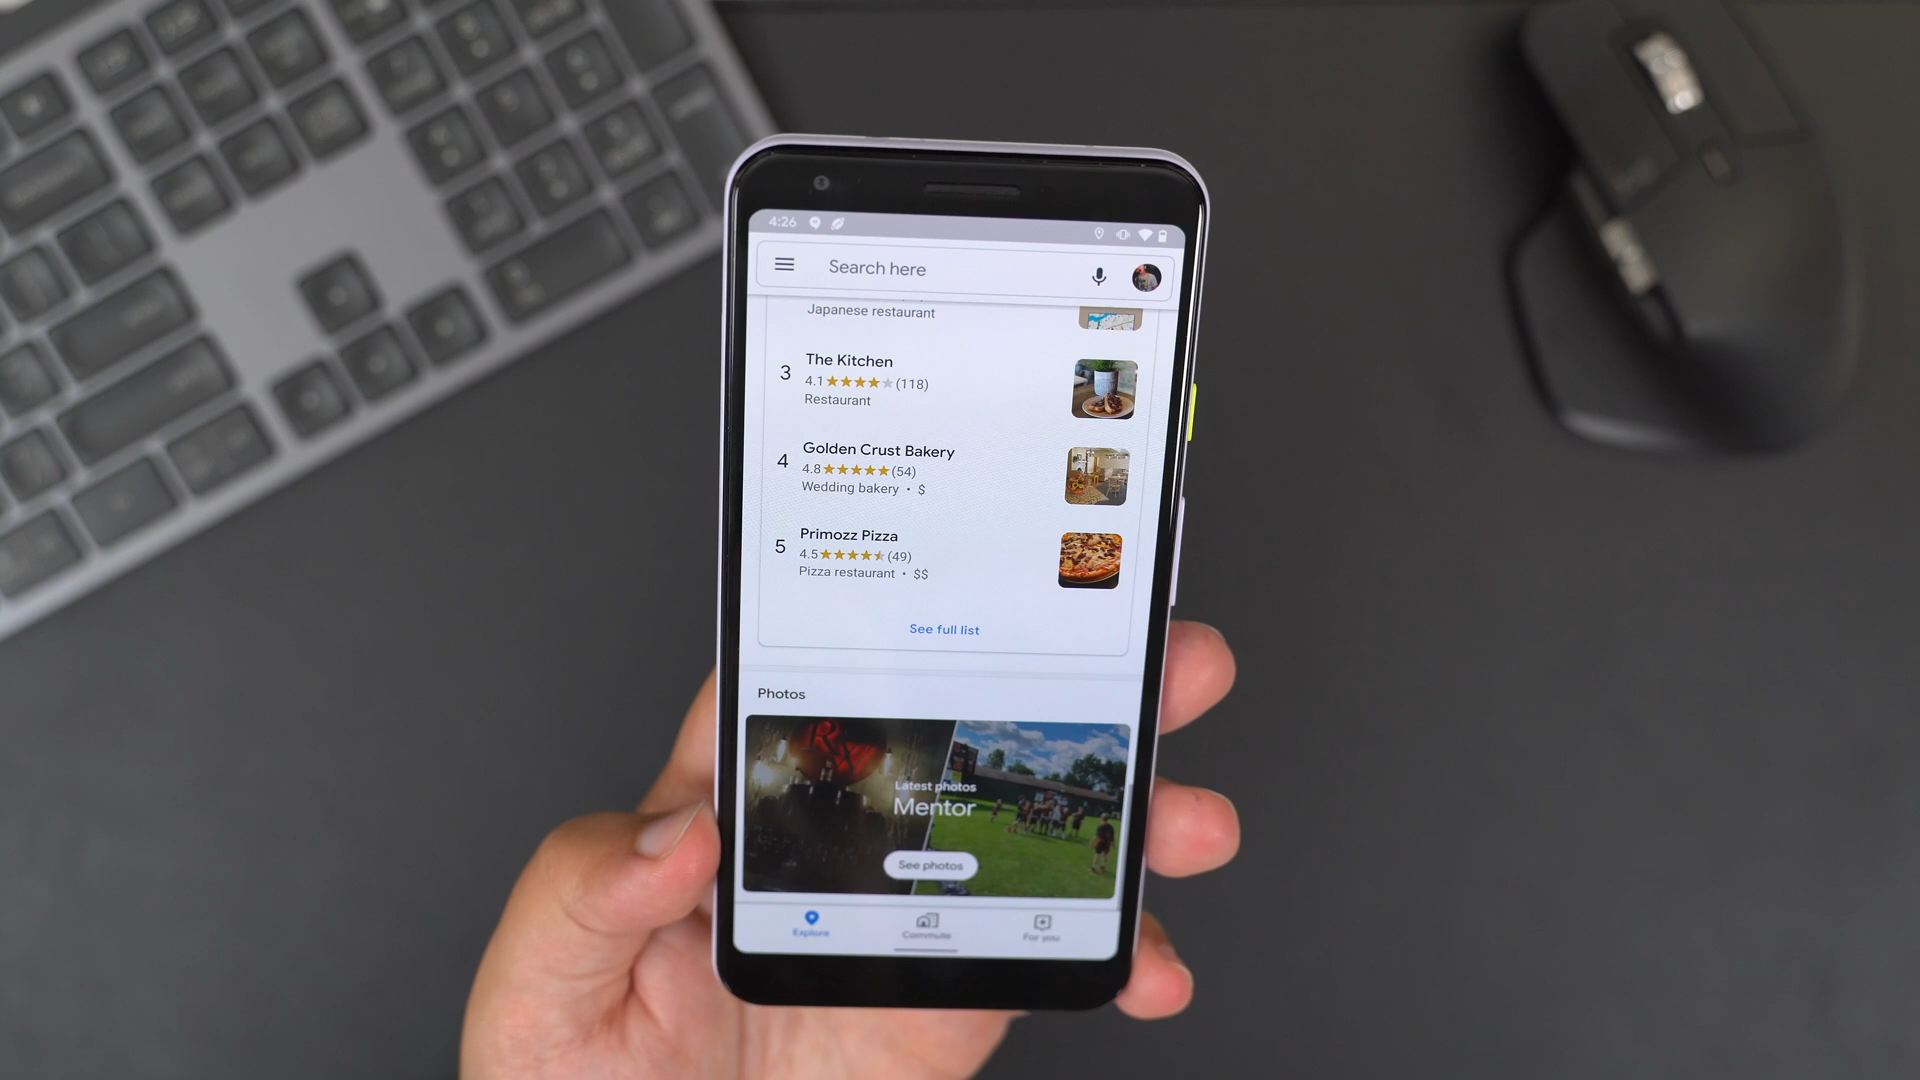 4:26
Search here
Japanese restaurant
3
The Kitchen
4.1 (118)
Restaurant
4
Golden Crust Bakery
4.8 (54)
Wedding bakery · $
5
Primozz Pizza
4.5 (49)
Pizza restaurant · $$
See full list
Photos
Latest photos
Mentor
See photos
Explore
Commute
For you